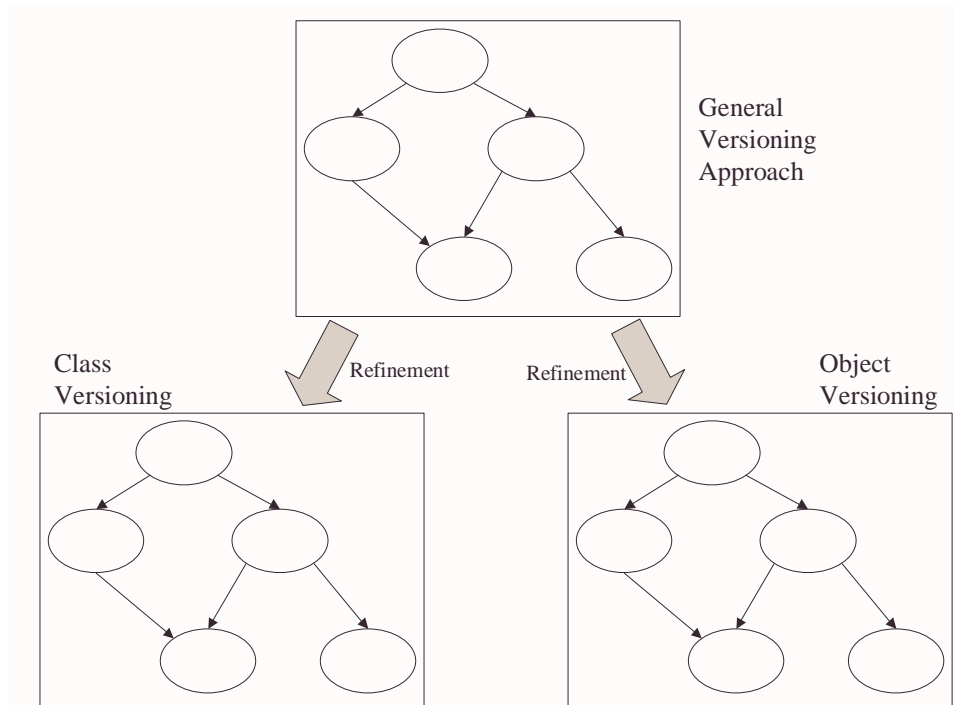 General
Versioning
Approach
Class
Versioning
Refinement
Refinement
Object
Versioning